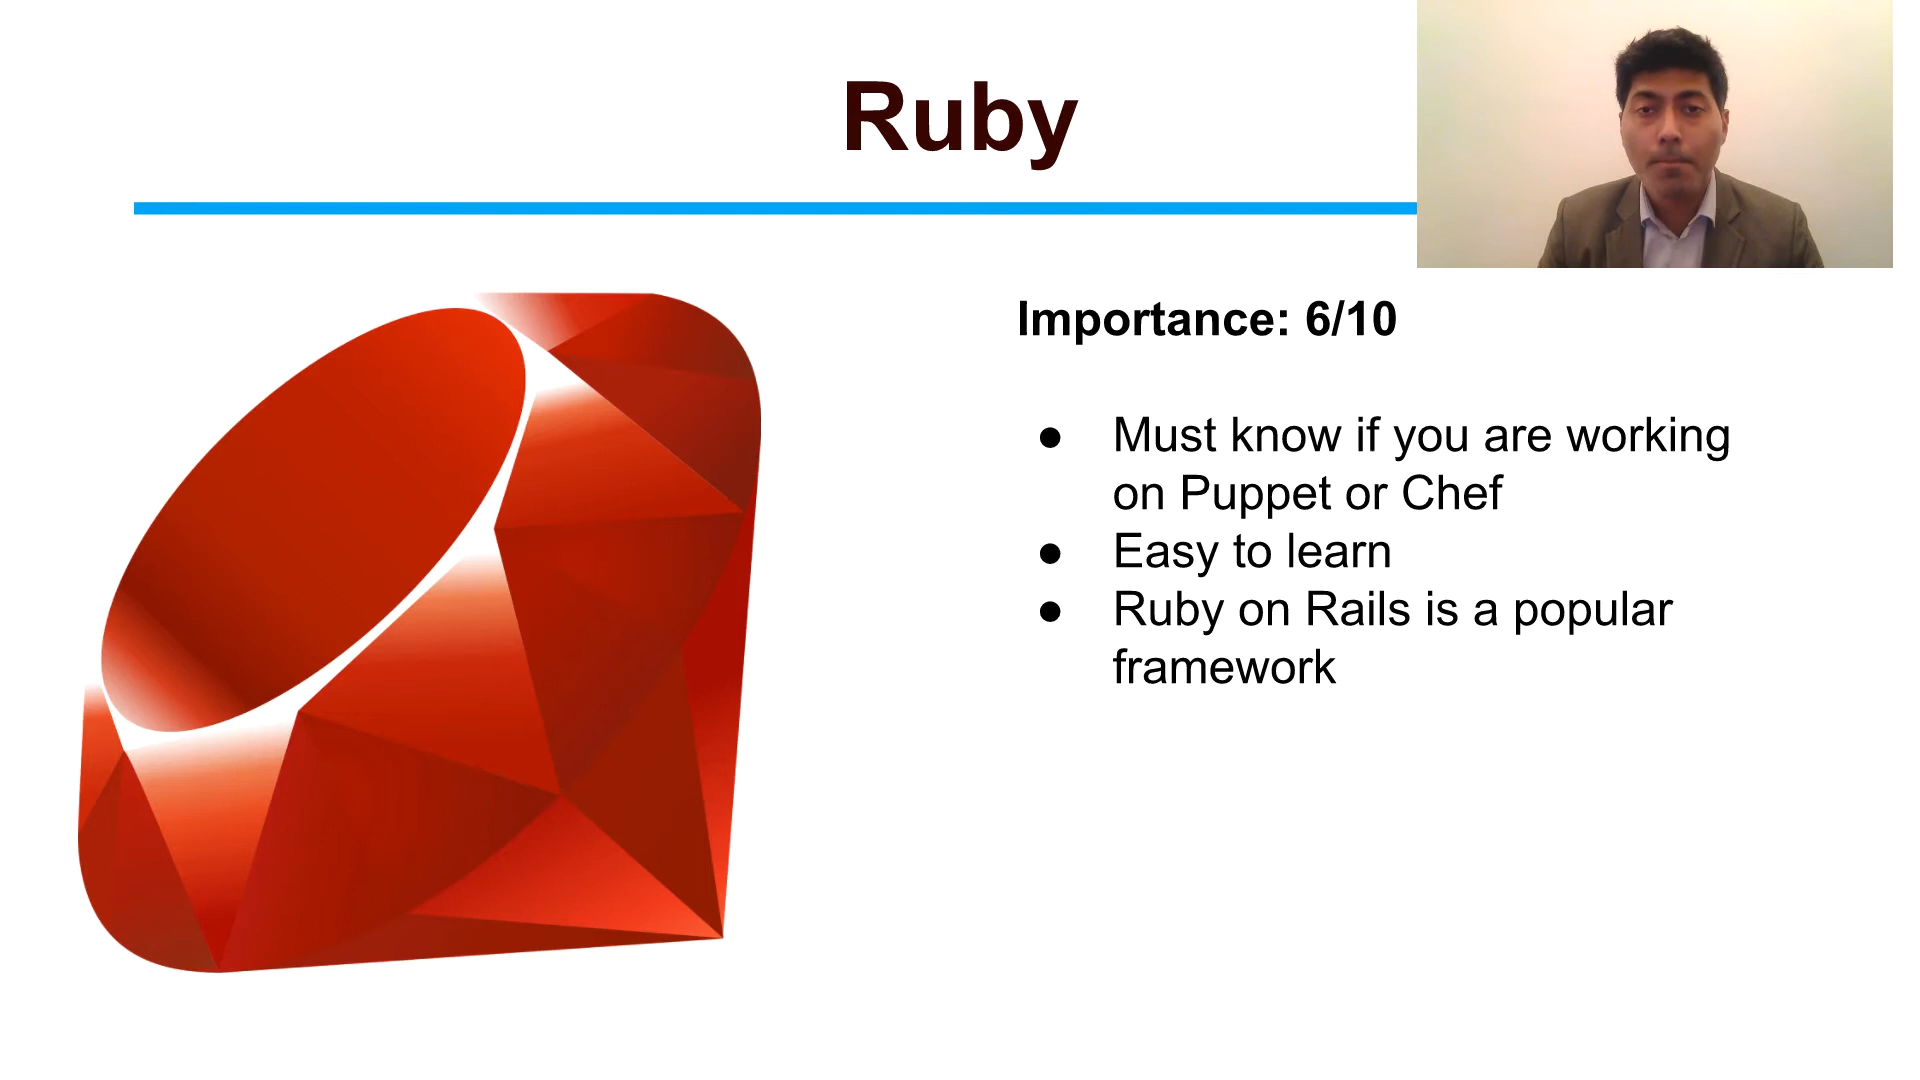 Ruby
Importance: 6/10
● Must know if you are working
on Puppet or Chef
● Easy to learn
● Ruby on Rails is a popular
framework